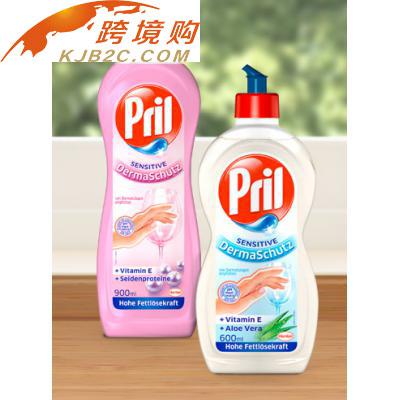 跨境购
KJB2C.COM
Pril
SENSITIVE
DermaSchutz
+ Vitamin E
+ Seidenproteine
900ml
Hohe Fettlösekraft
Pril
SENSITIVE
DermaSchutz
+ Vitamin E
+ Aloe Vera
600ml
Hohe Fettlösekraft
Henkel